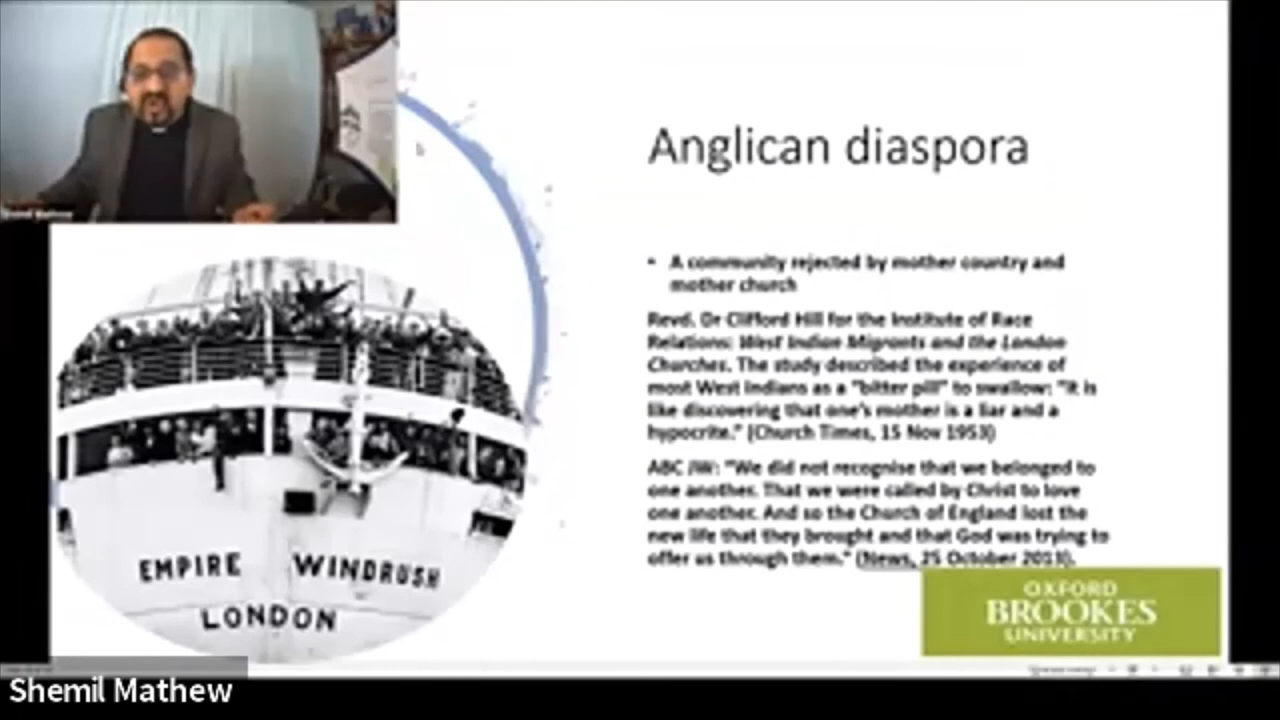 Anglican diaspora
• A community rejected by mother country and
mother church
Revd. Dr Clifford Hill for the Institute of Race
Relations: West Indian Migrants and the London
Churches. The study described the experience of
most West Indians as a "bitter pill" to swallow: "it is
like discovering that one's mother is a liar and a
hypocrite." (Church Times, 15 Nov 1953)
ABC JW: "We did not recognise that we belonged to
one another. That we were called by Christ to love
one another. And so the Church of England lost the
new life that they brought and that God was trying to
offer us through them." (News, 25 October 2013).
EMPIRE WINDRUSH
LONDON
OXFORD
BROOKES
UNIVERSITY
Shemil Mathew